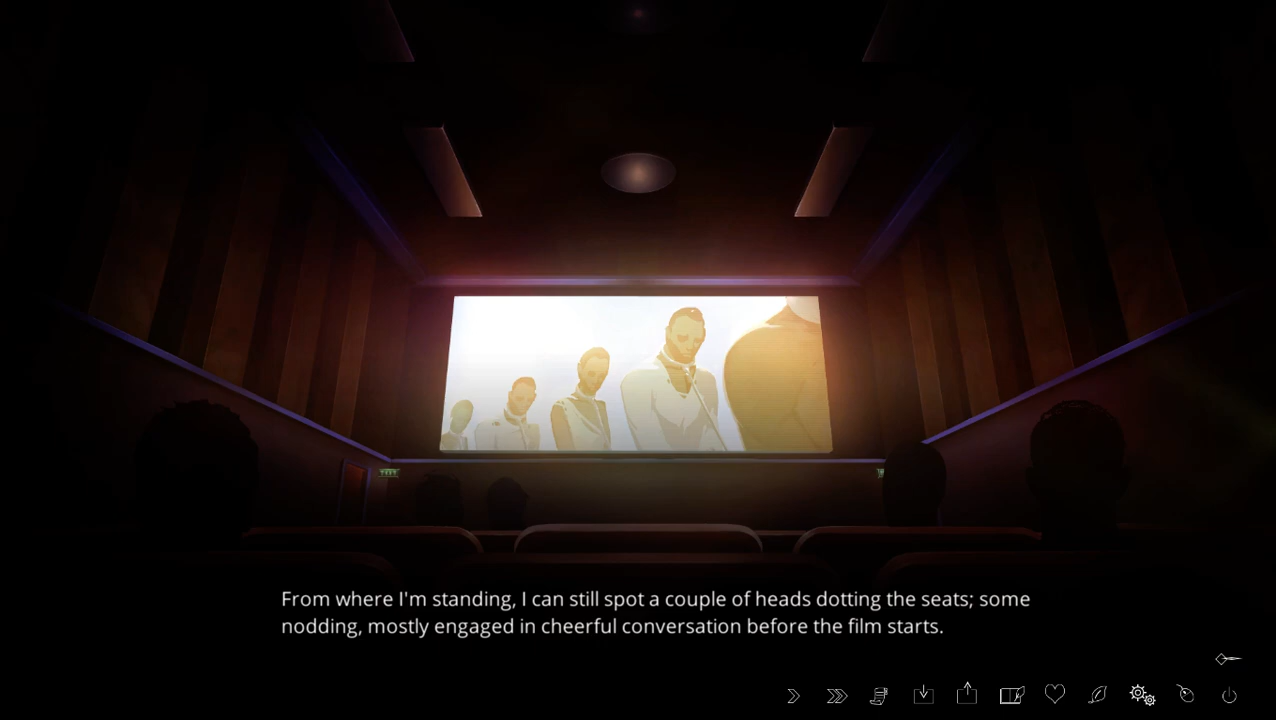 From where I'm standing, I can still spot a couple of heads dotting the seats; some
nodding, mostly engaged in cheerful conversation before the film starts.